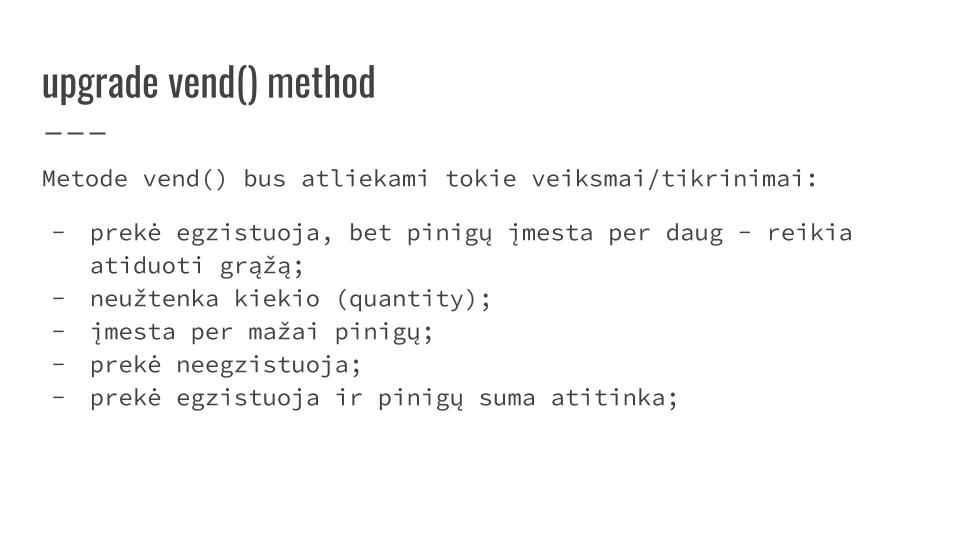 upgrade vend() method
___
Metode vend() bus atliekami tokie veiksmai/tikrinimai:
- prekė egzistuoja, bet pinigų įmesta per daug - reikia
atiduoti grąžą;
- neužtenka kiekio (quantity);
- įmesta per mažai pinigų;
- prekė neegzistuoja;
- prekė egzistuoja ir pinigų suma atitinka;